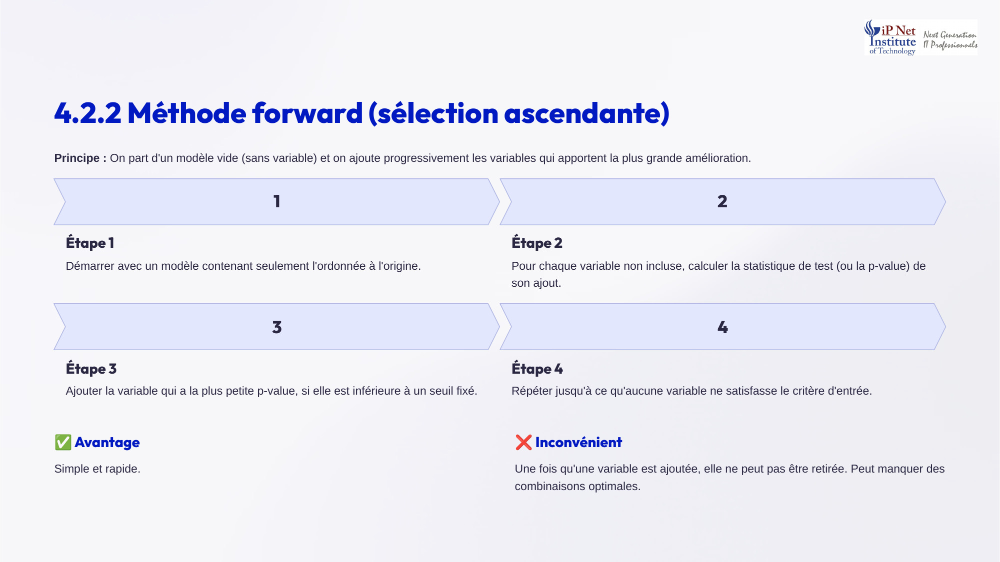 iP Net
Institute
of Technology
Next Generation
IT Professionnels
4.2.2 Méthode forward (sélection ascendante)
Principe : On part d'un modèle vide (sans variable) et on ajoute progressivement les variables qui apportent la plus grande amélioration.
1
2
Étape 1
Démarrer avec un modèle contenant seulement l'ordonnée à l'origine.
Étape 2
Pour chaque variable non incluse, calculer la statistique de test (ou la p-value) de
son ajout.
3
4
Étape 3
Ajouter la variable qui a la plus petite p-value, si elle est inférieure à un seuil fixé.
Étape 4
Répéter jusqu'à ce qu'aucune variable ne satisfasse le critère d'entrée.
✅ Avantage
Simple et rapide.
❌ Inconvénient
Une fois qu'une variable est ajoutée, elle ne peut pas être retirée. Peut manquer des
combinaisons optimales.